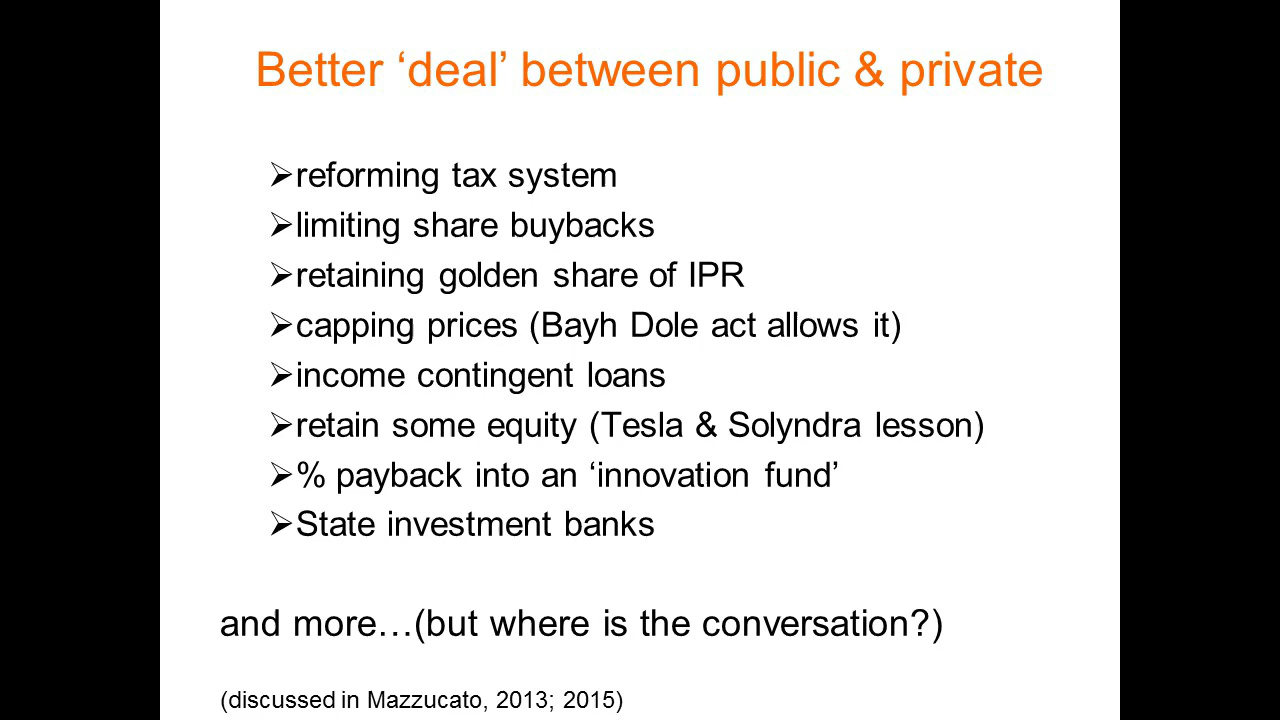 Better ‘deal’ between public & private
➢reforming tax system
➢limiting share buybacks
➢retaining golden share of IPR
➢capping prices (Bayh Dole act allows it)
➢income contingent loans
➢retain some equity (Tesla & Solyndra lesson)
➢% payback into an ‘innovation fund’
➢State investment banks
and more…(but where is the conversation?)
(discussed in Mazzucato, 2013; 2015)